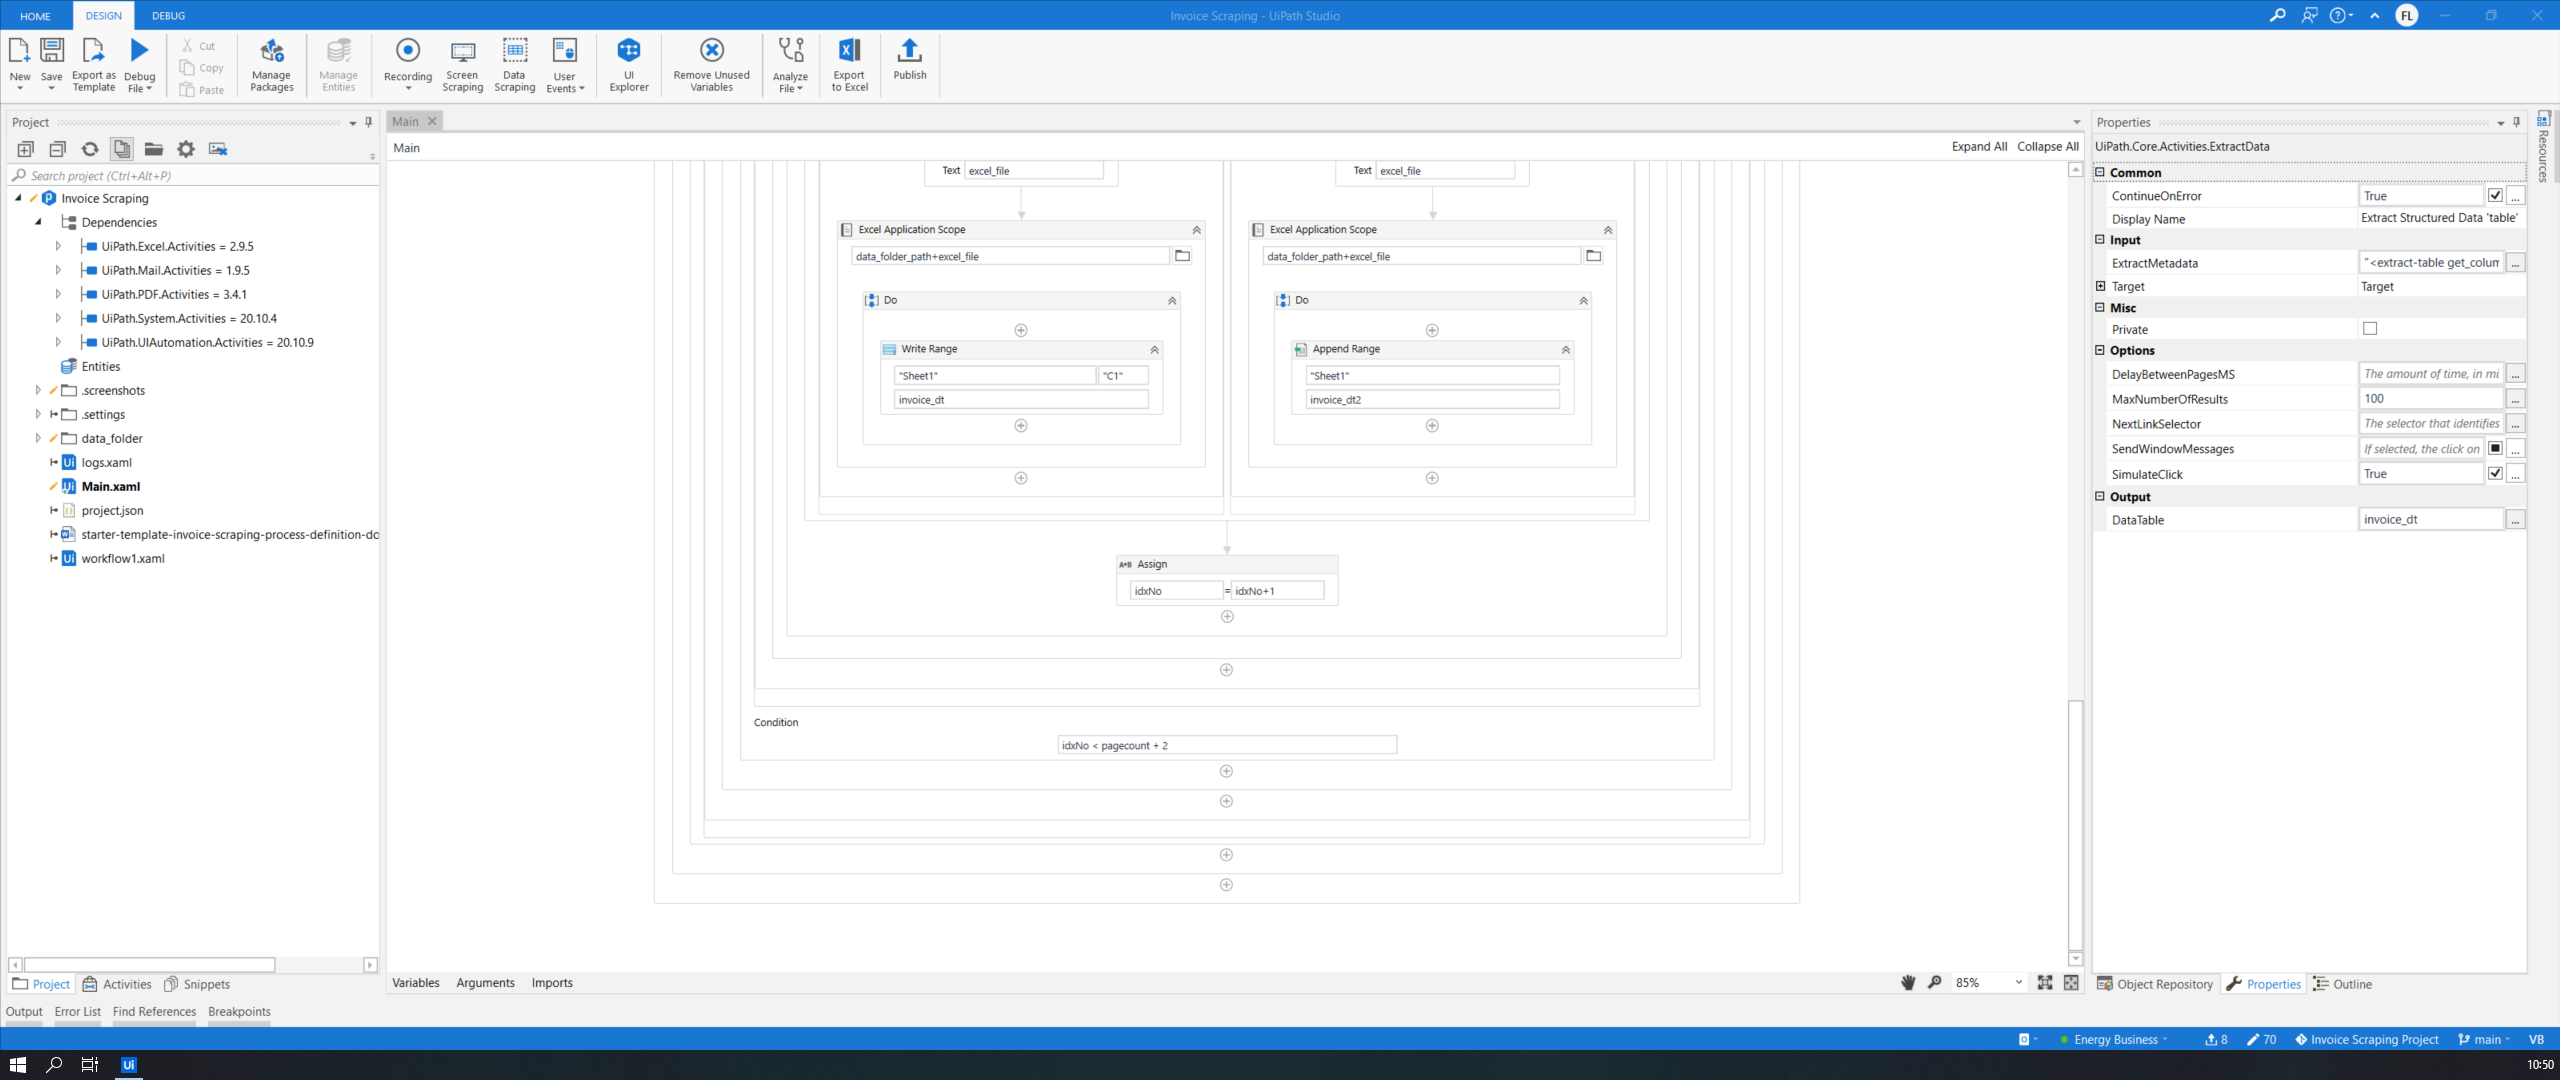 HOME DESIGN DEBUG
Invoice Scraping - UiPath Studio
FL
New
Save
Export as Template
Debug File
Cut
Copy
Paste
Manage Packages
Manage Entities
Recording
Screen Scraping
Data Scraping
User Events
UI Explorer
Remove Unused Variables
Analyze File
Export to Excel
Publish
Project
Search project (Ctrl+Alt+P)
Invoice Scraping
Dependencies
UiPath.Excel.Activities = 2.9.5
UiPath.Mail.Activities = 1.9.5
UiPath.PDF.Activities = 3.4.1
UiPath.System.Activities = 20.10.4
UiPath.UIAutomation.Activities = 20.10.9
Entities
.screenshots
.settings
data_folder
logs.xaml
Main.xaml
project.json
starter-template-invoice-scraping-process-definition-dc
workflow1.xaml
Project Activities Snippets
Main
Main
Expand All Collapse All
Text excel_file
Excel Application Scope
data_folder_path+excel_file
Do
Write Range
"Sheet1" "C1"
invoice_dt
Text excel_file
Excel Application Scope
data_folder_path+excel_file
Do
Append Range
"Sheet1"
invoice_dt2
A+B Assign
idxNo = idxNo+1
Condition
idxNo < pagecount + 2
Variables Arguments Imports
85%
Properties
UiPath.Core.Activities.ExtractData
Common
ContinueOnError True ...
Display Name Extract Structured Data 'table'
Input
ExtractMetadata "<extract-table get_colum ...
Target Target
Misc
Private
Options
DelayBetweenPagesMS The amount of time, in mi ...
MaxNumberOfResults 100 ...
NextLinkSelector The selector that identifies ...
SendWindowMessages If selected, the click on ...
SimulateClick True ...
Output
DataTable invoice_dt ...
Object Repository Properties Outline
Resources
Output Error List Find References Breakpoints
Energy Business 8 70 Invoice Scraping Project main VB
Ui
10:50